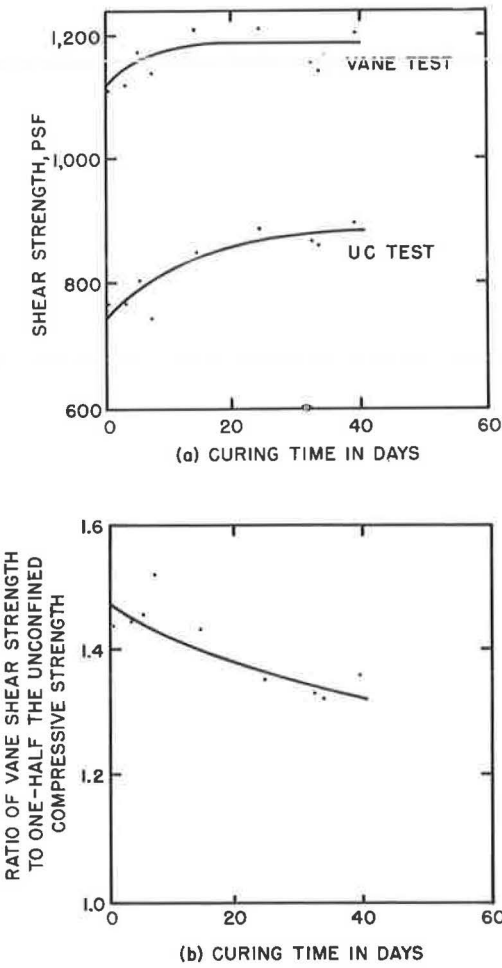 SHEAR STRENGTH, PSF
1,200
1,000
800
600
VANE TEST
UC TEST
0
20
40
60
(a) CURING TIME IN DAYS
RATIO OF VANE SHEAR STRENGTH
TO ONE-HALF THE UNCONFINED
COMPRESSIVE STRENGTH
1.6
1.4
1.2
1.0
0
20
40
60
(b) CURING TIME IN DAYS